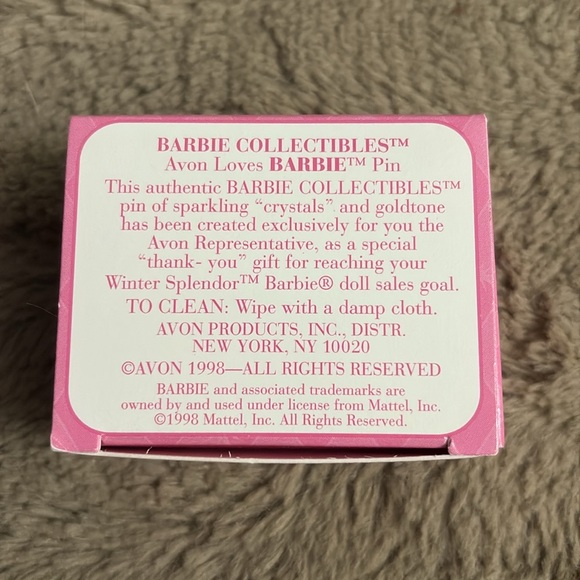 BARBIE COLLECTIBLES™
Avon Loves BARBIE™ Pin
This authentic BARBIE COLLECTIBLES™
pin of sparkling “crystals” and goldtone
has been created exclusively for you the
Avon Representative, as a special
“thank- you” gift for reaching your
Winter Splendor™ Barbie® doll sales goal.
TO CLEAN: Wipe with a damp cloth.
AVON PRODUCTS, INC., DISTR.
NEW YORK, NY 10020
©AVON 1998—ALL RIGHTS RESERVED
BARBIE and associated trademarks are
owned by and used under license from Mattel, Inc.
©1998 Mattel, Inc. All Rights Reserved.